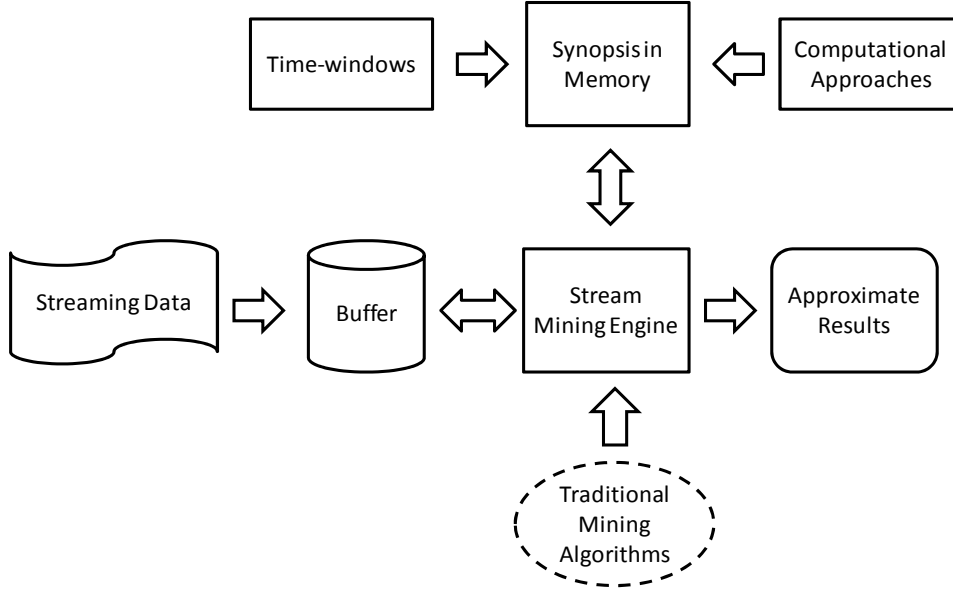 Time-windows
Synopsis in
Memory
Computational
Approaches
Streaming Data
Buffer
Stream
Mining Engine
Approximate
Results
Traditional
Mining
Algorithms